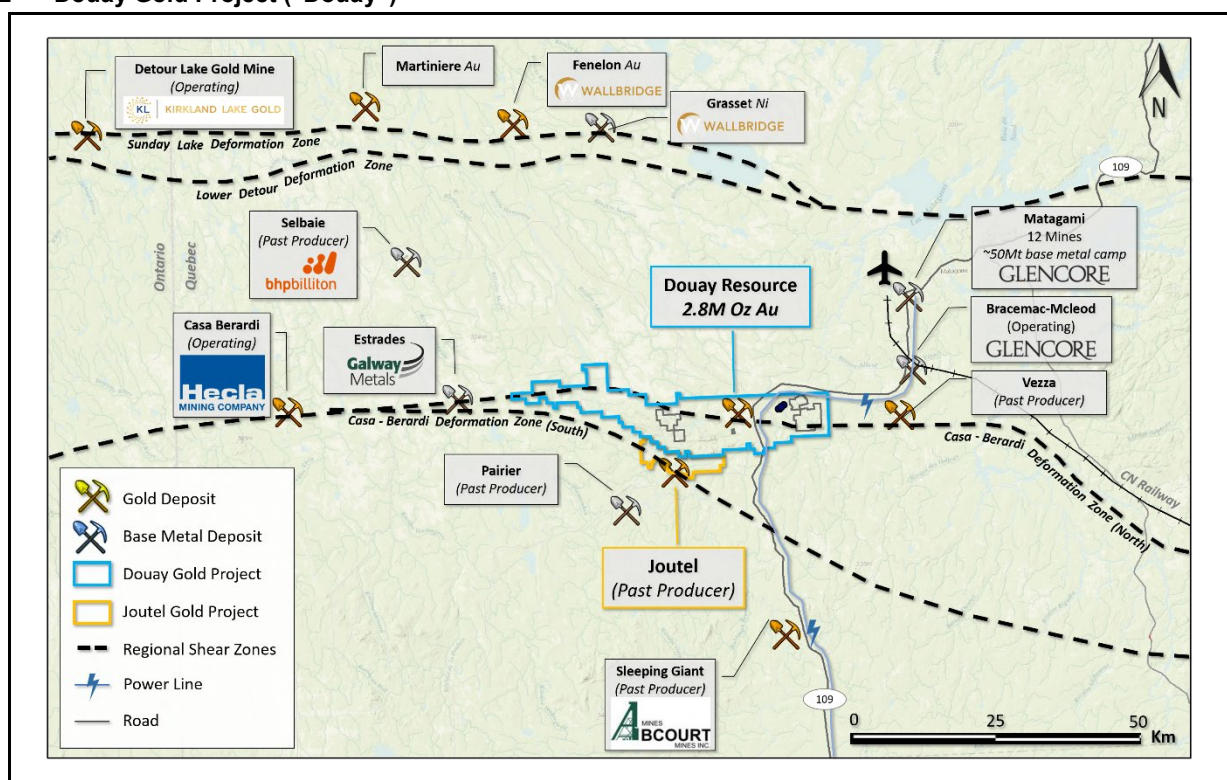 Douay Gold Project ("Douay")
Detour Lake Gold Mine
(Operating)
KL KIRKLAND LAKE GOLD
Martiniere Au
Fenelon Au
WALLBRIDGE
Grasset Ni
WALLBRIDGE
N
Sunday Lake Deformation Zone
Lower Detour Deformation Zone
109
Ontario
Quebec
Selbaie
(Past Producer)
bhpbilliton
Matagami
12 Mines
~50Mt base metal camp
GLENCORE
Douay Resource
2.8M Oz Au
Bracemac-Mcleod
(Operating)
GLENCORE
Casa Berardi
(Operating)
Hecla
MINING COMPANY
Estrades
Galway
Metals
Vezza
(Past Producer)
Casa - Berardi Deformation Zone (South)
Casa - Berardi Deformation Zone (North)
CN Railway
Pairier
(Past Producer)
Joutel
(Past Producer)
Gold Deposit
Base Metal Deposit
Douay Gold Project
Joutel Gold Project
Regional Shear Zones
Power Line
Road
Sleeping Giant
(Past Producer)
MINES
ABCOURT
MINES INC.
109
0 25 50
Km